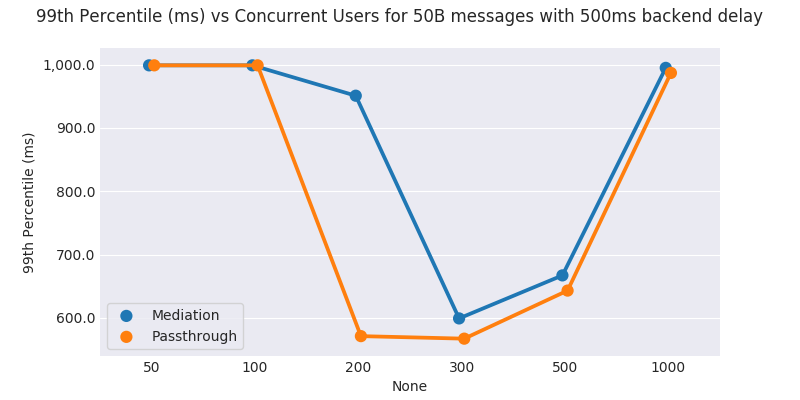 99th Percentile (ms) vs Concurrent Users for 50B messages with 500ms backend delay
1,000.0
900.0
800.0
700.0
600.0
99th Percentile (ms)
Mediation
Passthrough
50 100 200 300 500 1000
None